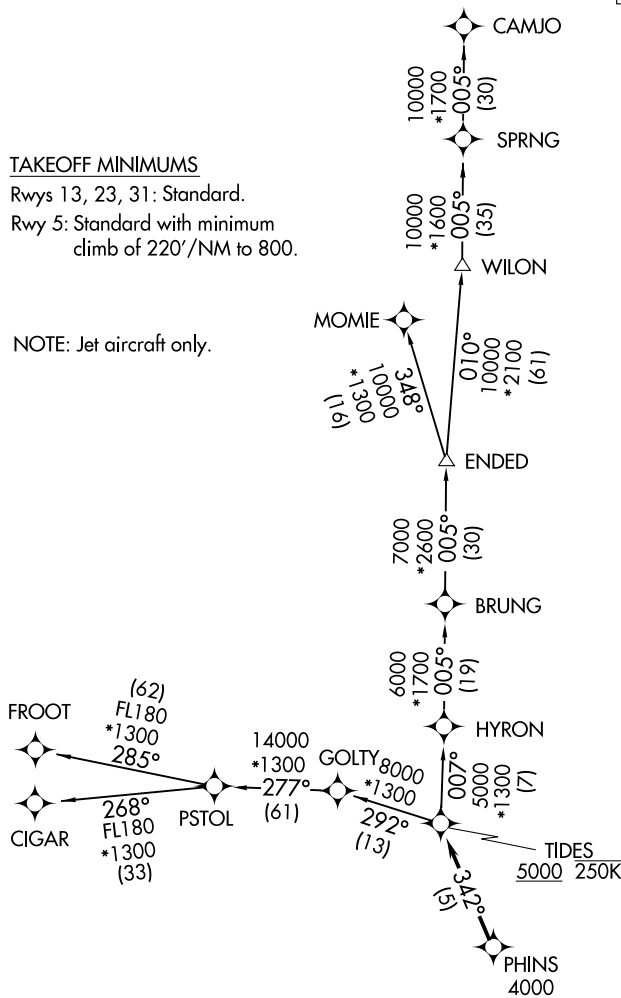 CAMJO
10000
*1700
005°
(30)
SPRNG
TAKEOFF MINIMUMS
Rwys 13, 23, 31: Standard.
Rwy 5: Standard with minimum
climb of 220'/NM to 800.
10000
*1600
005°
(35)
WILON
MOMIE
NOTE: Jet aircraft only.
348°
10000
*1300
(16)
010°
10000
*2100
(61)
ENDED
7000
*2600
005°
(30)
BRUNG
6000
*1700
005°
(19)
HYRON
(62)
FL180
*1300
285°
FROOT
14000
*1300
277°
(61)
GOLTY
8000
*1300
292°
(13)
007°
5000
*1300
(7)
268°
FL180
*1300
(33)
CIGAR
PSTOL
TIDES
5000 250K
342°
(5)
PHINS
4000